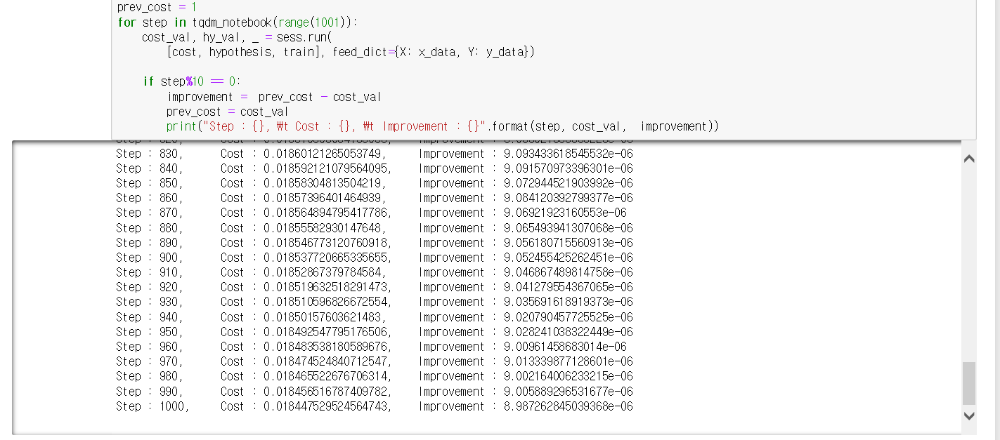 prev_cost = 1
for step in tqdm_notebook(range(1001)):
    cost_val, hy_val, _ = sess.run(
        [cost, hypothesis, train], feed_dict={X: x_data, Y: y_data})
    if step%10 == 0:
        improvement =  prev_cost - cost_val
        prev_cost = cost_val
        print("Step : {}, ₩t Cost : {}, ₩t Improvement : {}".format(step, cost_val,  improvement))
Step : 830, Cost : 0.01860121265053749, Improvement : 9.093433618545532e-06
Step : 840, Cost : 0.018592121079564095, Improvement : 9.091570973396301e-06
Step : 850, Cost : 0.01858304813504219, Improvement : 9.072944521903992e-06
Step : 860, Cost : 0.01857396401464939, Improvement : 9.084120392799377e-06
Step : 870, Cost : 0.018564894795417786, Improvement : 9.06921923160553e-06
Step : 880, Cost : 0.01855582930147648, Improvement : 9.065493941307068e-06
Step : 890, Cost : 0.018546773120760918, Improvement : 9.056180715560913e-06
Step : 900, Cost : 0.018537720665335655, Improvement : 9.052455425262451e-06
Step : 910, Cost : 0.01852867379784584, Improvement : 9.046867489814758e-06
Step : 920, Cost : 0.018519632518291473, Improvement : 9.041279554367065e-06
Step : 930, Cost : 0.018510596826672554, Improvement : 9.035691618919373e-06
Step : 940, Cost : 0.01850157603621483, Improvement : 9.020790457725525e-06
Step : 950, Cost : 0.018492547795176506, Improvement : 9.028241038322449e-06
Step : 960, Cost : 0.018483538180589676, Improvement : 9.00961458683014e-06
Step : 970, Cost : 0.018474524840712547, Improvement : 9.013339877128601e-06
Step : 980, Cost : 0.018465522676706314, Improvement : 9.002164006233215e-06
Step : 990, Cost : 0.018456516787409782, Improvement : 9.005889296531677e-06
Step : 1000, Cost : 0.018447529524564743, Improvement : 8.987262845039368e-06